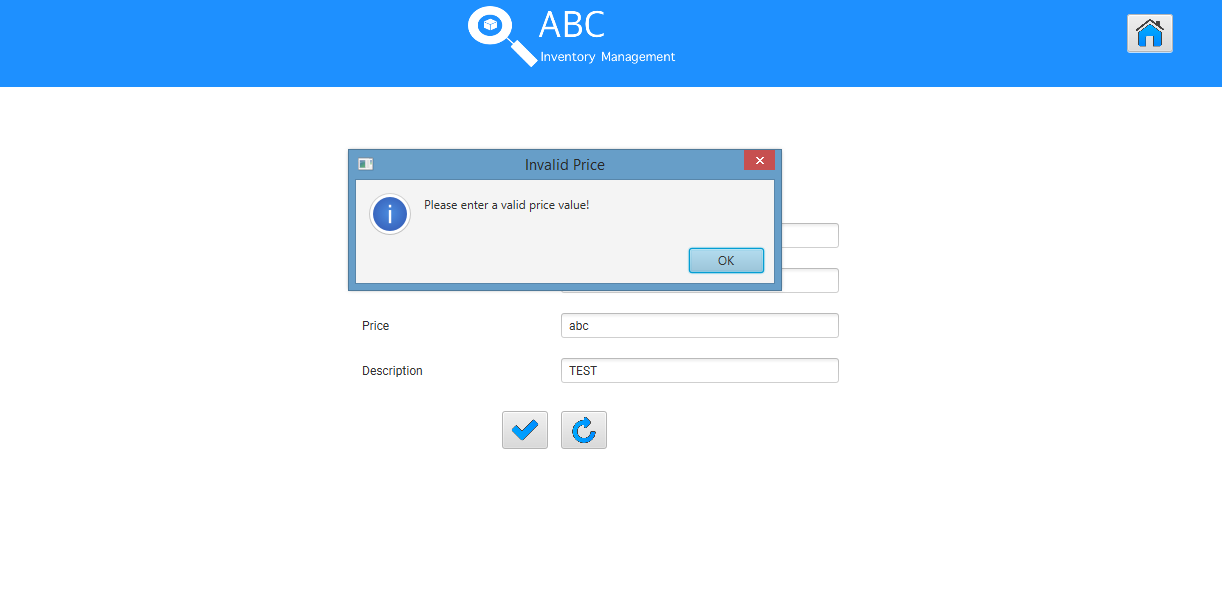 ABC
Inventory Management
Invalid Price
Please enter a valid price value!
OK
Price abc
Description TEST